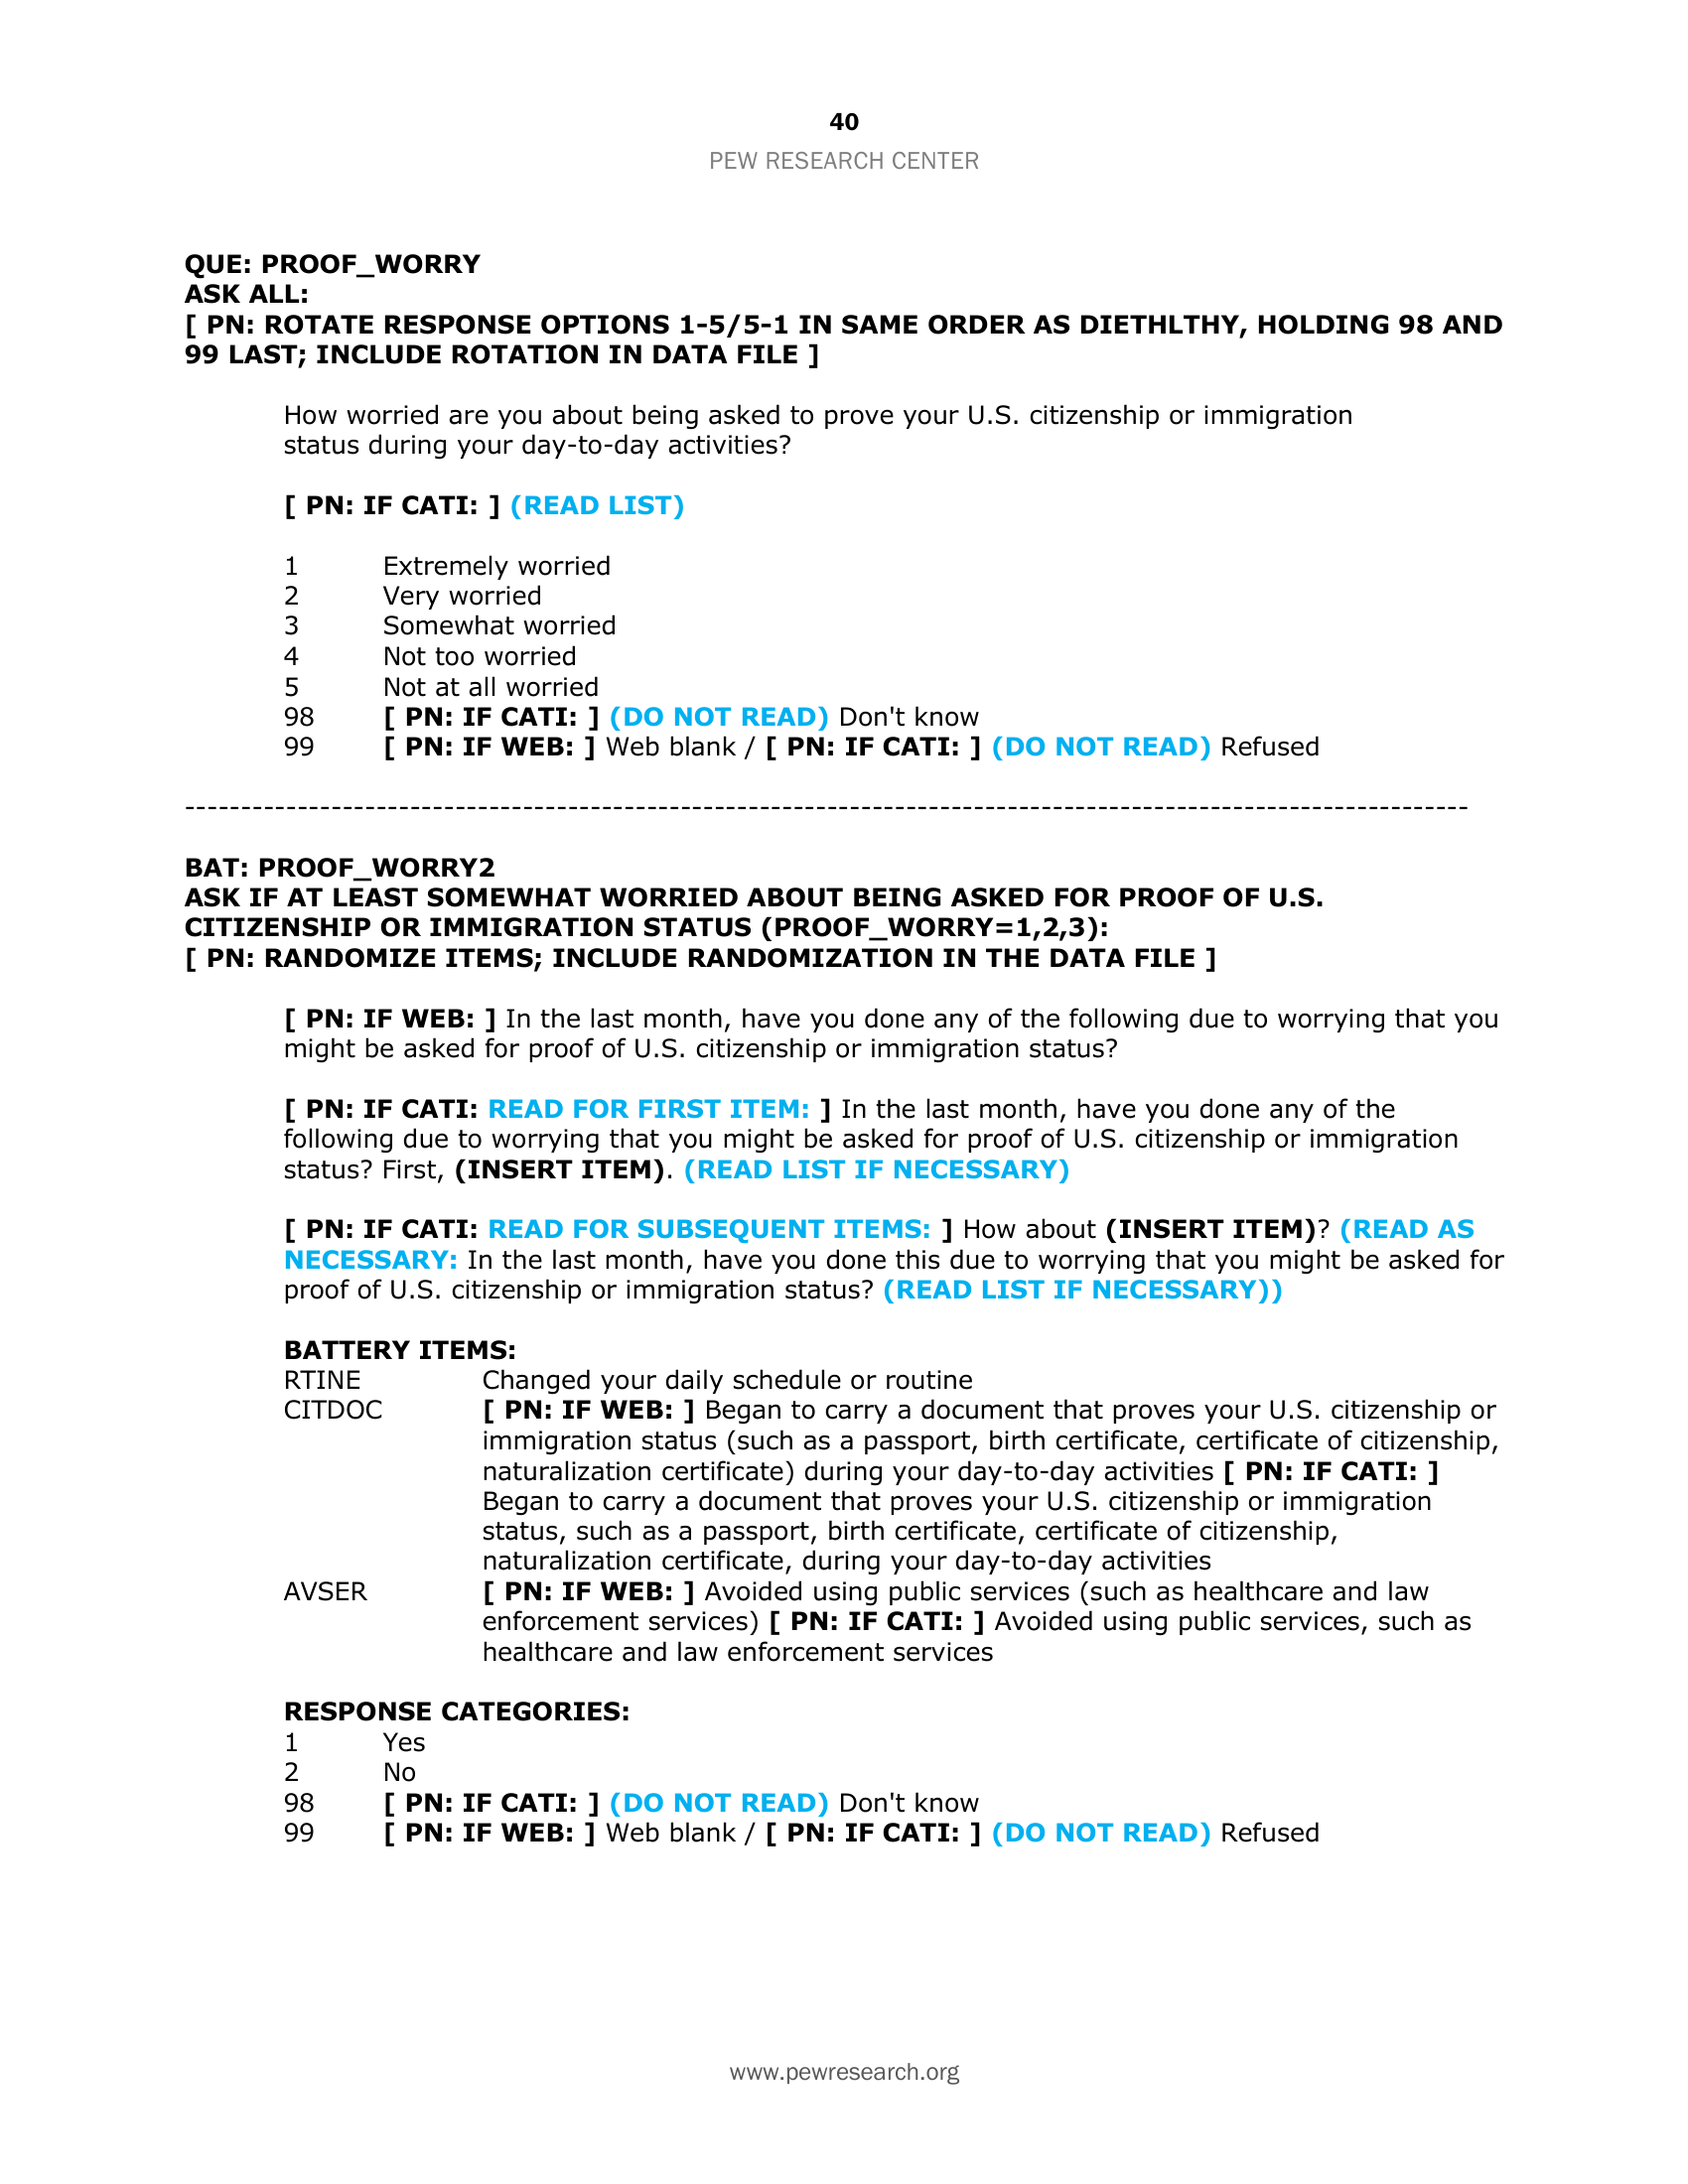 40
PEW RESEARCH CENTER
QUE: PROOF_WORRY
ASK ALL:
[ PN: ROTATE RESPONSE OPTIONS 1-5/5-1 IN SAME ORDER AS DIETHLTHY, HOLDING 98 AND
99 LAST; INCLUDE ROTATION IN DATA FILE ]
How worried are you about being asked to prove your U.S. citizenship or immigration
status during your day-to-day activities?
[ PN: IF CATI: ] (READ LIST)
1 Extremely worried
2 Very worried
3 Somewhat worried
4 Not too worried
5 Not at all worried
98 [ PN: IF CATI: ] (DO NOT READ) Don't know
99 [ PN: IF WEB: ] Web blank / [ PN: IF CATI: ] (DO NOT READ) Refused
-------------------------------------------------------------------------------------------------------------------
BAT: PROOF_WORRY2
ASK IF AT LEAST SOMEWHAT WORRIED ABOUT BEING ASKED FOR PROOF OF U.S.
CITIZENSHIP OR IMMIGRATION STATUS (PROOF_WORRY=1,2,3):
[ PN: RANDOMIZE ITEMS; INCLUDE RANDOMIZATION IN THE DATA FILE ]
[ PN: IF WEB: ] In the last month, have you done any of the following due to worrying that you
might be asked for proof of U.S. citizenship or immigration status?
[ PN: IF CATI: READ FOR FIRST ITEM: ] In the last month, have you done any of the
following due to worrying that you might be asked for proof of U.S. citizenship or immigration
status? First, (INSERT ITEM). (READ LIST IF NECESSARY)
[ PN: IF CATI: READ FOR SUBSEQUENT ITEMS: ] How about (INSERT ITEM)? (READ AS
NECESSARY: In the last month, have you done this due to worrying that you might be asked for
proof of U.S. citizenship or immigration status? (READ LIST IF NECESSARY))
BATTERY ITEMS:
RTINE Changed your daily schedule or routine
CITDOC [ PN: IF WEB: ] Began to carry a document that proves your U.S. citizenship or
immigration status (such as a passport, birth certificate, certificate of citizenship,
naturalization certificate) during your day-to-day activities [ PN: IF CATI: ]
Began to carry a document that proves your U.S. citizenship or immigration
status, such as a passport, birth certificate, certificate of citizenship,
naturalization certificate, during your day-to-day activities
AVSER [ PN: IF WEB: ] Avoided using public services (such as healthcare and law
enforcement services) [ PN: IF CATI: ] Avoided using public services, such as
healthcare and law enforcement services
RESPONSE CATEGORIES:
1 Yes
2 No
98 [ PN: IF CATI: ] (DO NOT READ) Don't know
99 [ PN: IF WEB: ] Web blank / [ PN: IF CATI: ] (DO NOT READ) Refused
www.pewresearch.org